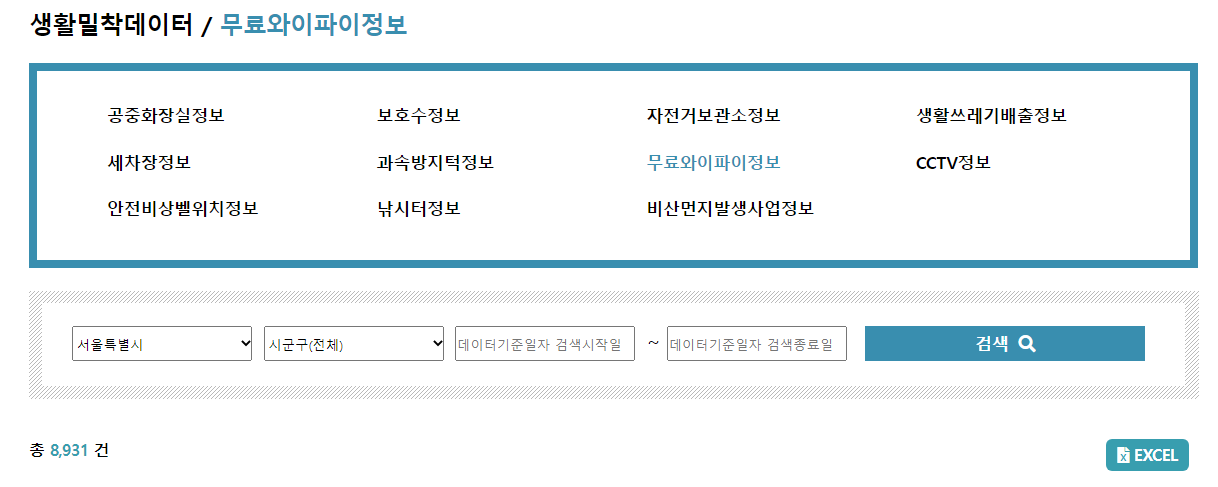 생활밀착데이터 / 무료와이파이정보
공중화장실정보 보호수정보 자전거보관소정보 생활쓰레기배출정보
세차장정보 과속방지턱정보 무료와이파이정보 CCTV정보
안전비상벨위치정보 낚시터정보 비산먼지발생사업정보
서울특별시 시군구(전체) 데이터기준일자 검색시작일 ~ 데이터기준일자 검색종료일 검색
총 8,931 건 EXCEL